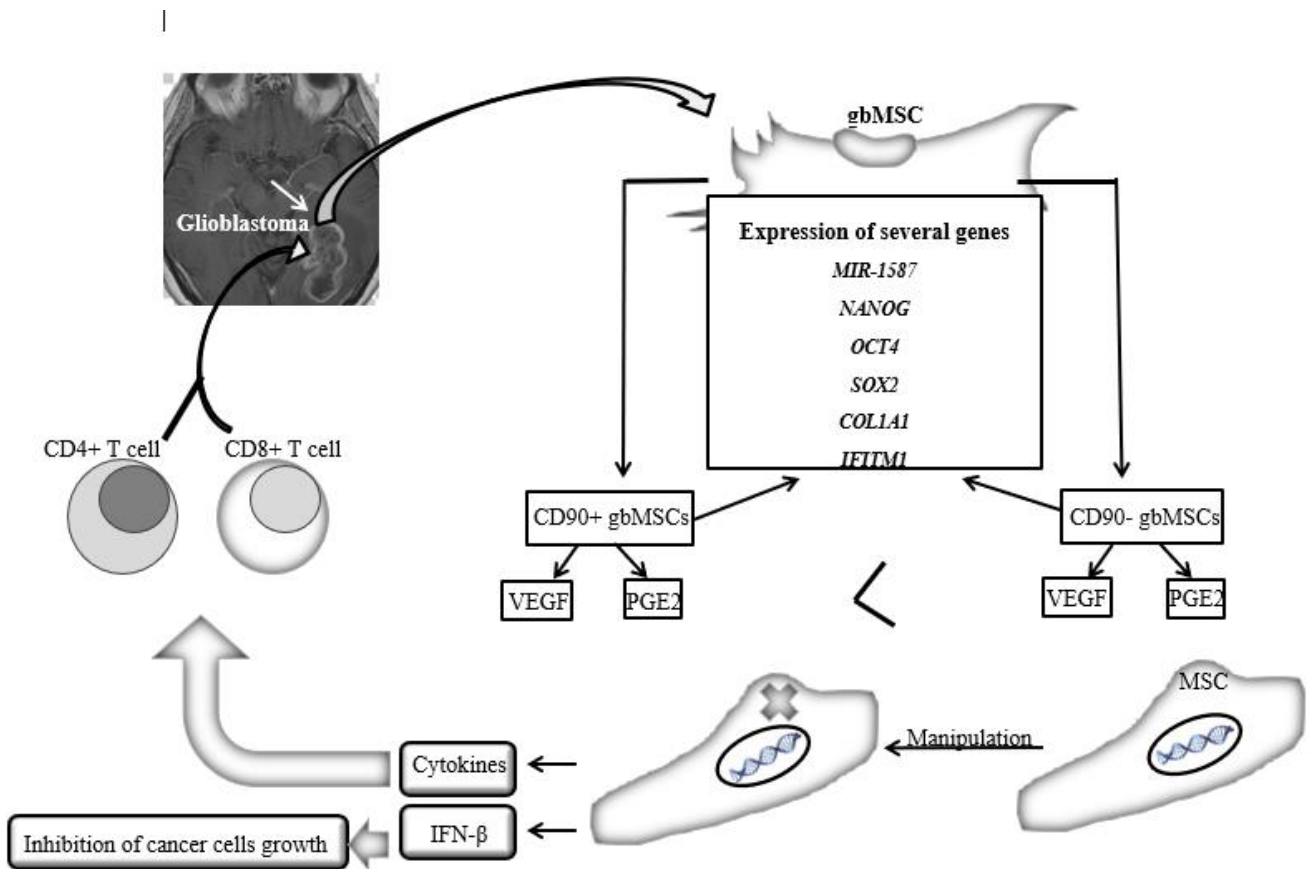 gbMSC
Glioblastoma
Expression of several genes
MIR-1587
NANOG
OCT4
SOX2
COL1A1
IFITM1
CD4+ T cell
CD8+ T cell
CD90+ gbMSCs
CD90- gbMSCs
VEGF
PGE2
VEGF
PGE2
MSC
Manipulation
Cytokines
IFN-β
Inhibition of cancer cells growth